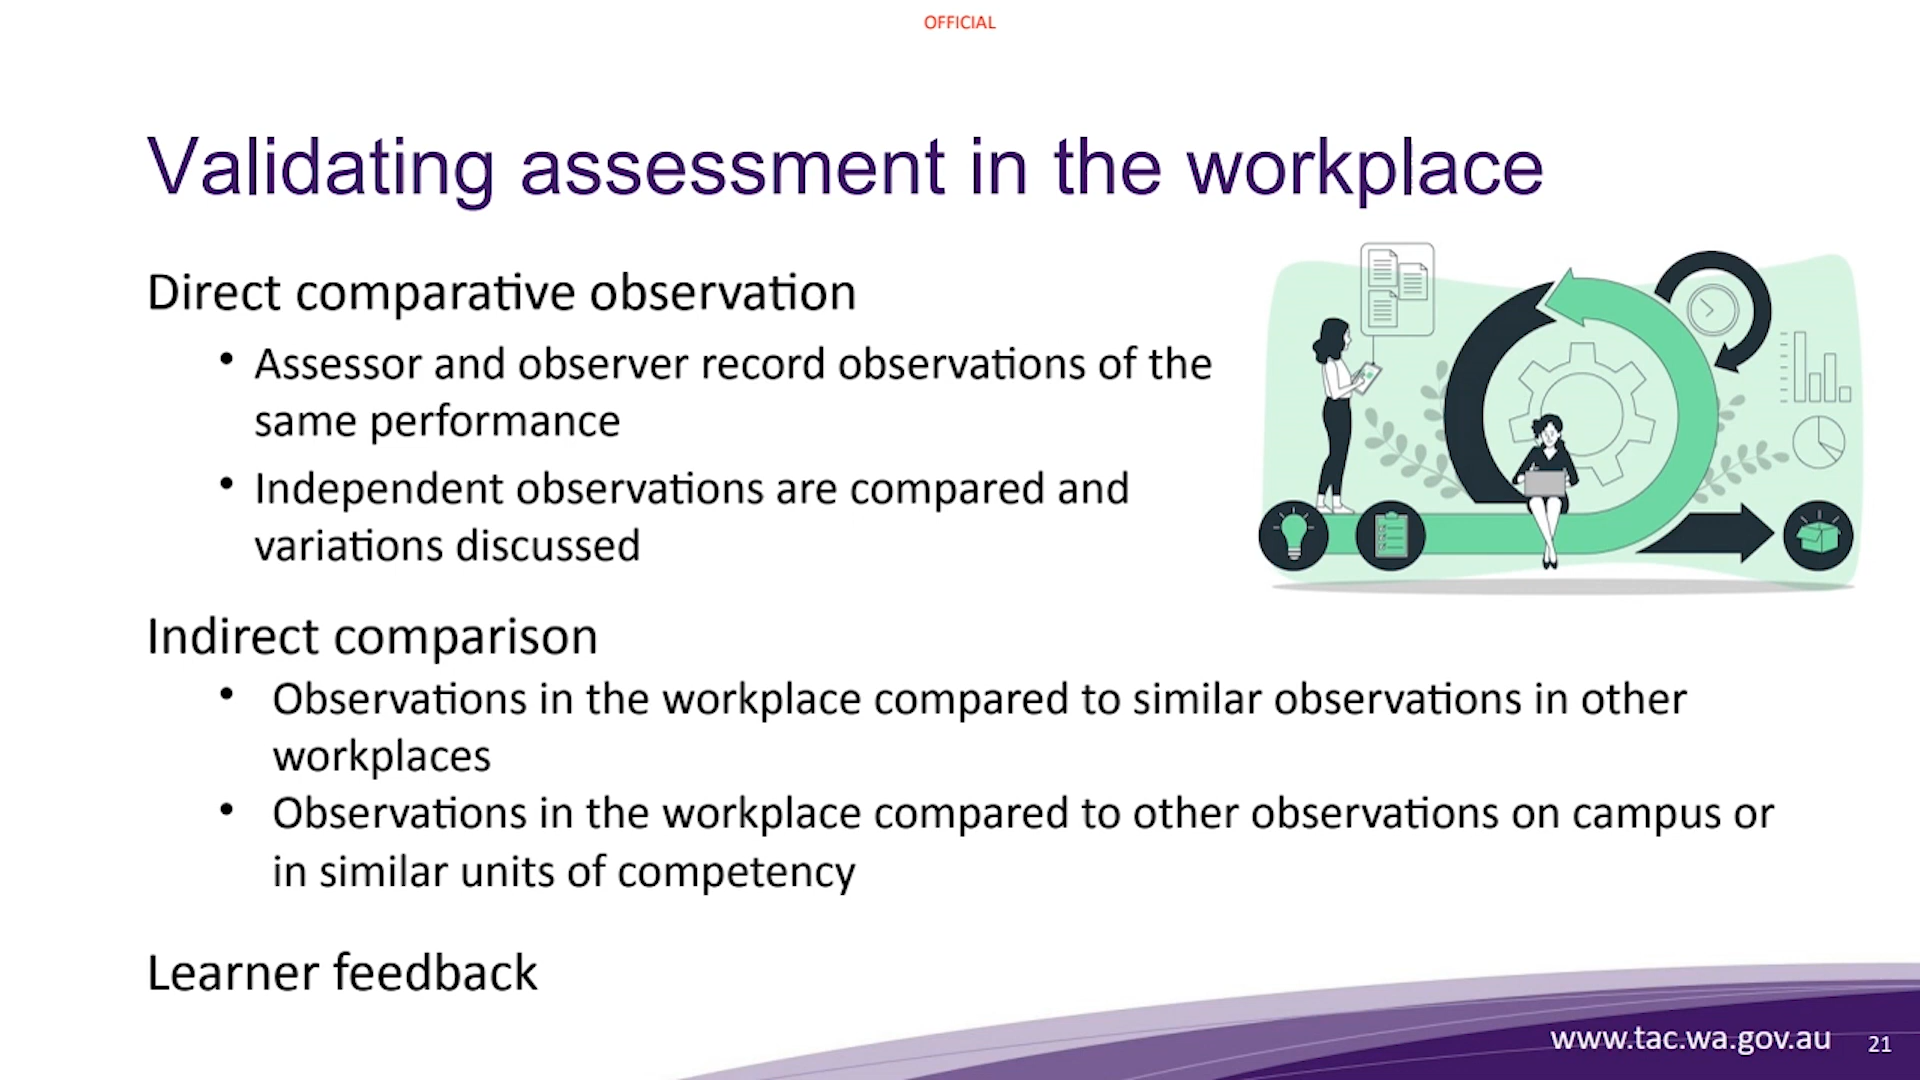 OFFICIAL
Validating assessment in the workplace
Direct comparative observation
• Assessor and observer record observations of the
same performance
• Independent observations are compared and
variations discussed
Indirect comparison
• Observations in the workplace compared to similar observations in other
workplaces
• Observations in the workplace compared to other observations on campus or
in similar units of competency
Learner feedback
www.tac.wa.gov.au 21